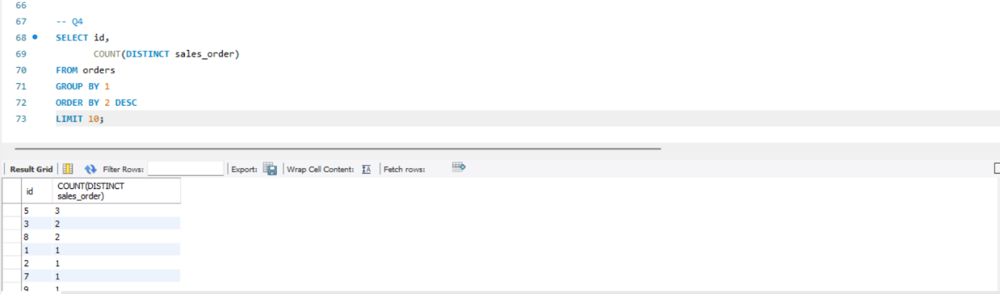 66
67 -- Q4
68 SELECT id,
69 COUNT(DISTINCT sales_order)
70 FROM orders
71 GROUP BY 1
72 ORDER BY 2 DESC
73 LIMIT 10;
Result Grid Filter Rows: Export: Wrap Cell Content: IA Fetch rows:
id COUNT(DISTINCT
sales_order)
5 3
3 2
8 2
1 1
2 1
7 1
9 1